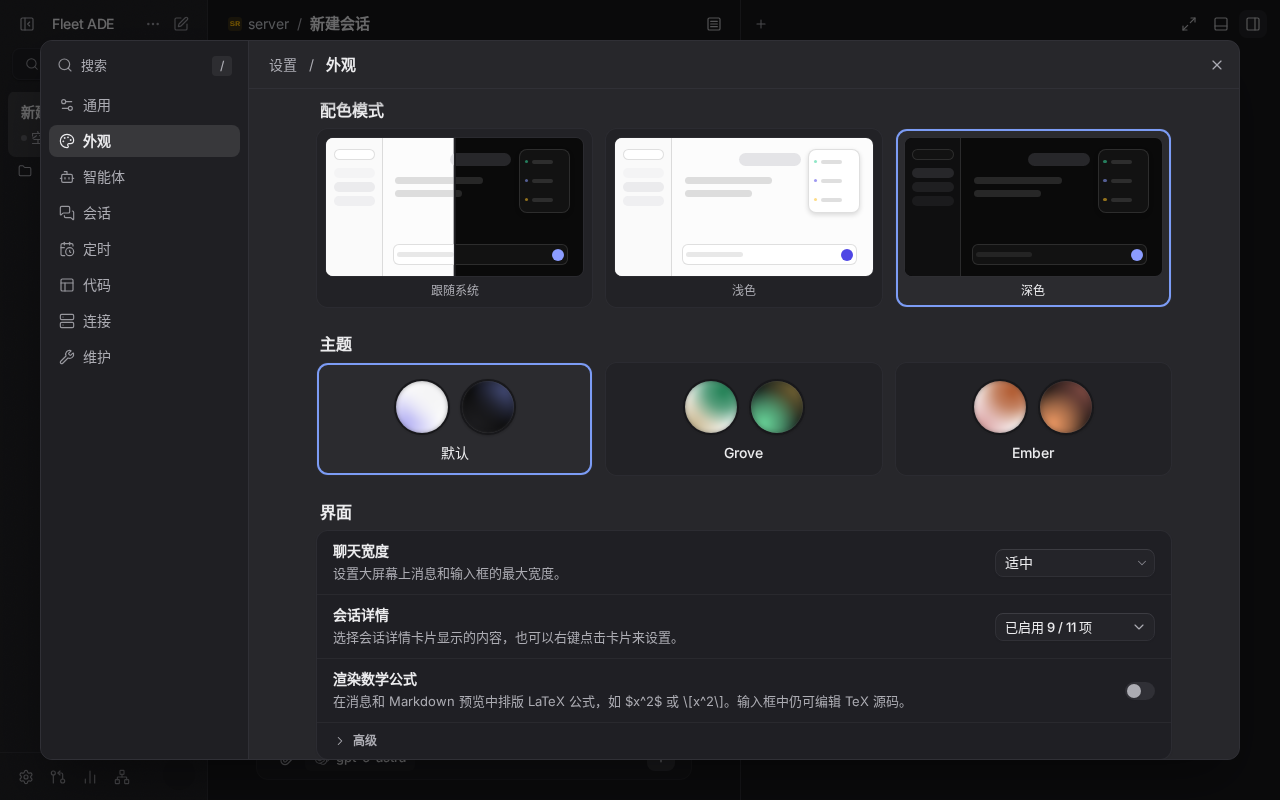 Fleet ADE
SR server / 新建会话
搜索 /
通用
外观
智能体
会话
定时
代码
连接
维护
设置 / 外观
配色模式
跟随系统
浅色
深色
主题
默认
Grove
Ember
界面
聊天宽度
设置大屏幕上消息和输入框的最大宽度。
适中
会话详情
选择会话详情卡片显示的内容，也可以右键点击卡片来设置。
已启用 9 / 11 项
渲染数学公式
在消息和 Markdown 预览中排版 LaTeX 公式，如 $x^2$ 或 \[x^2\]。输入框中仍可编辑 TeX 源码。
高级